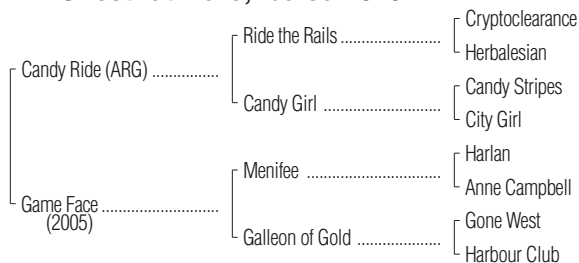 Cryptoclearance
Ride the Rails
Herbalesian
Candy Ride (ARG)
Candy Stripes
Candy Girl
City Girl
Harlan
Menifee
Anne Campbell
Game Face
(2005)
Gone West
Galleon of Gold
Harbour Club